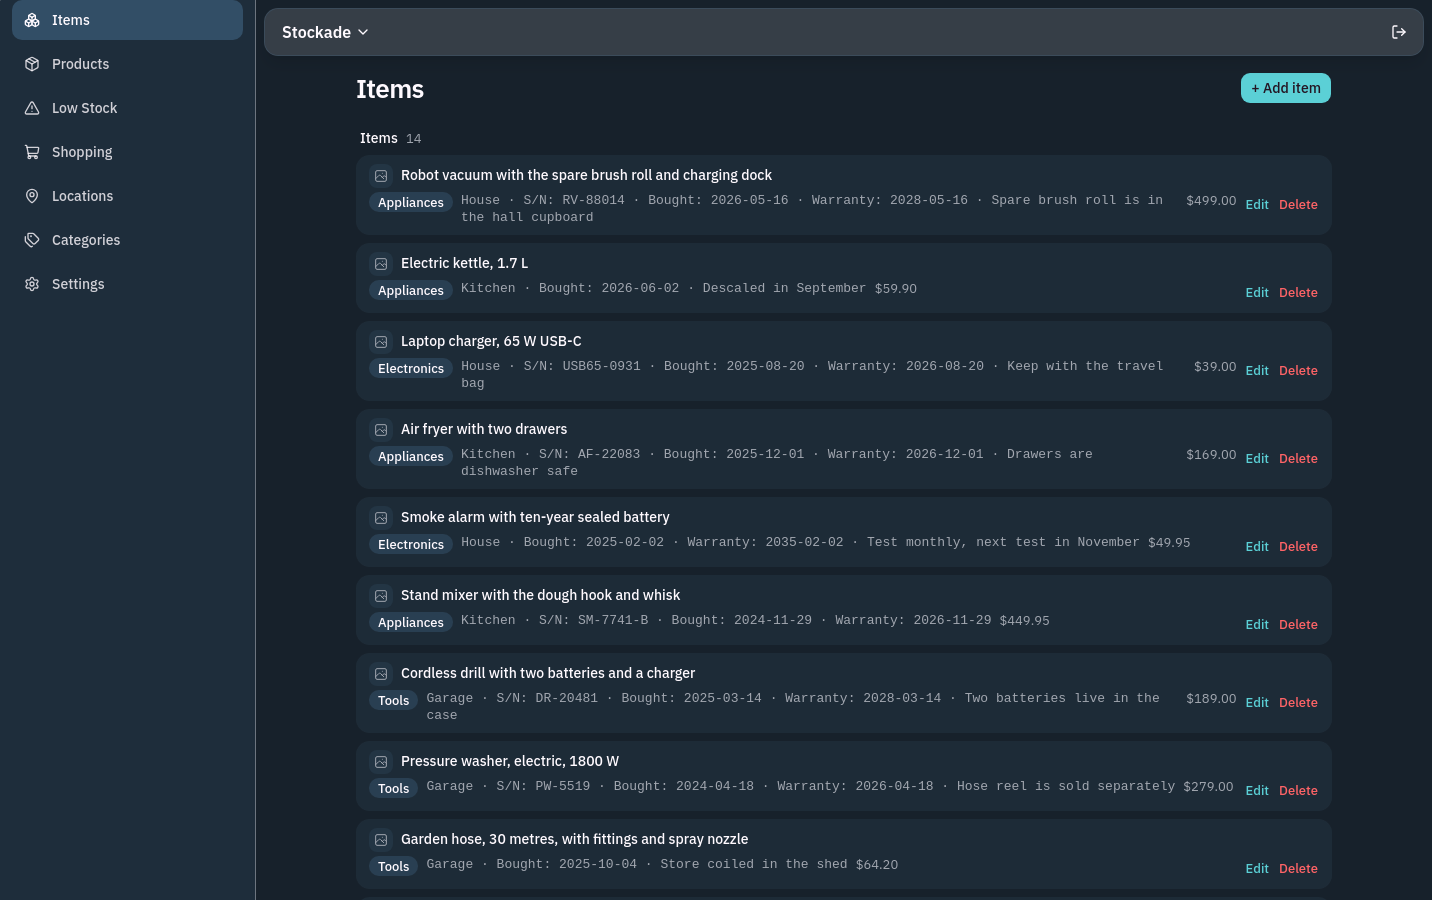 Items
Products
Low Stock
Shopping
Locations
Categories
Settings
Stockade
Items
+ Add item
Items 14
Robot vacuum with the spare brush roll and charging dock
Appliances House · S/N: RV-88014 · Bought: 2026-05-16 · Warranty: 2028-05-16 · Spare brush roll is in $499.00 Edit Delete
the hall cupboard
Electric kettle, 1.7 L
Appliances Kitchen · Bought: 2026-06-02 · Descaled in September $59.90 Edit Delete
Laptop charger, 65 W USB-C
Electronics House · S/N: USB65-0931 · Bought: 2025-08-20 · Warranty: 2026-08-20 · Keep with the travel $39.00 Edit Delete
bag
Air fryer with two drawers
Appliances Kitchen · S/N: AF-22083 · Bought: 2025-12-01 · Warranty: 2026-12-01 · Drawers are $169.00 Edit Delete
dishwasher safe
Smoke alarm with ten-year sealed battery
Electronics House · Bought: 2025-02-02 · Warranty: 2035-02-02 · Test monthly, next test in November $49.95 Edit Delete
Stand mixer with the dough hook and whisk
Appliances Kitchen · S/N: SM-7741-B · Bought: 2024-11-29 · Warranty: 2026-11-29 $449.95 Edit Delete
Cordless drill with two batteries and a charger
Tools Garage · S/N: DR-20481 · Bought: 2025-03-14 · Warranty: 2028-03-14 · Two batteries live in the $189.00 Edit Delete
case
Pressure washer, electric, 1800 W
Tools Garage · S/N: PW-5519 · Bought: 2024-04-18 · Warranty: 2026-04-18 · Hose reel is sold separately $279.00 Edit Delete
Garden hose, 30 metres, with fittings and spray nozzle
Tools Garage · Bought: 2025-10-04 · Store coiled in the shed $64.20 Edit Delete